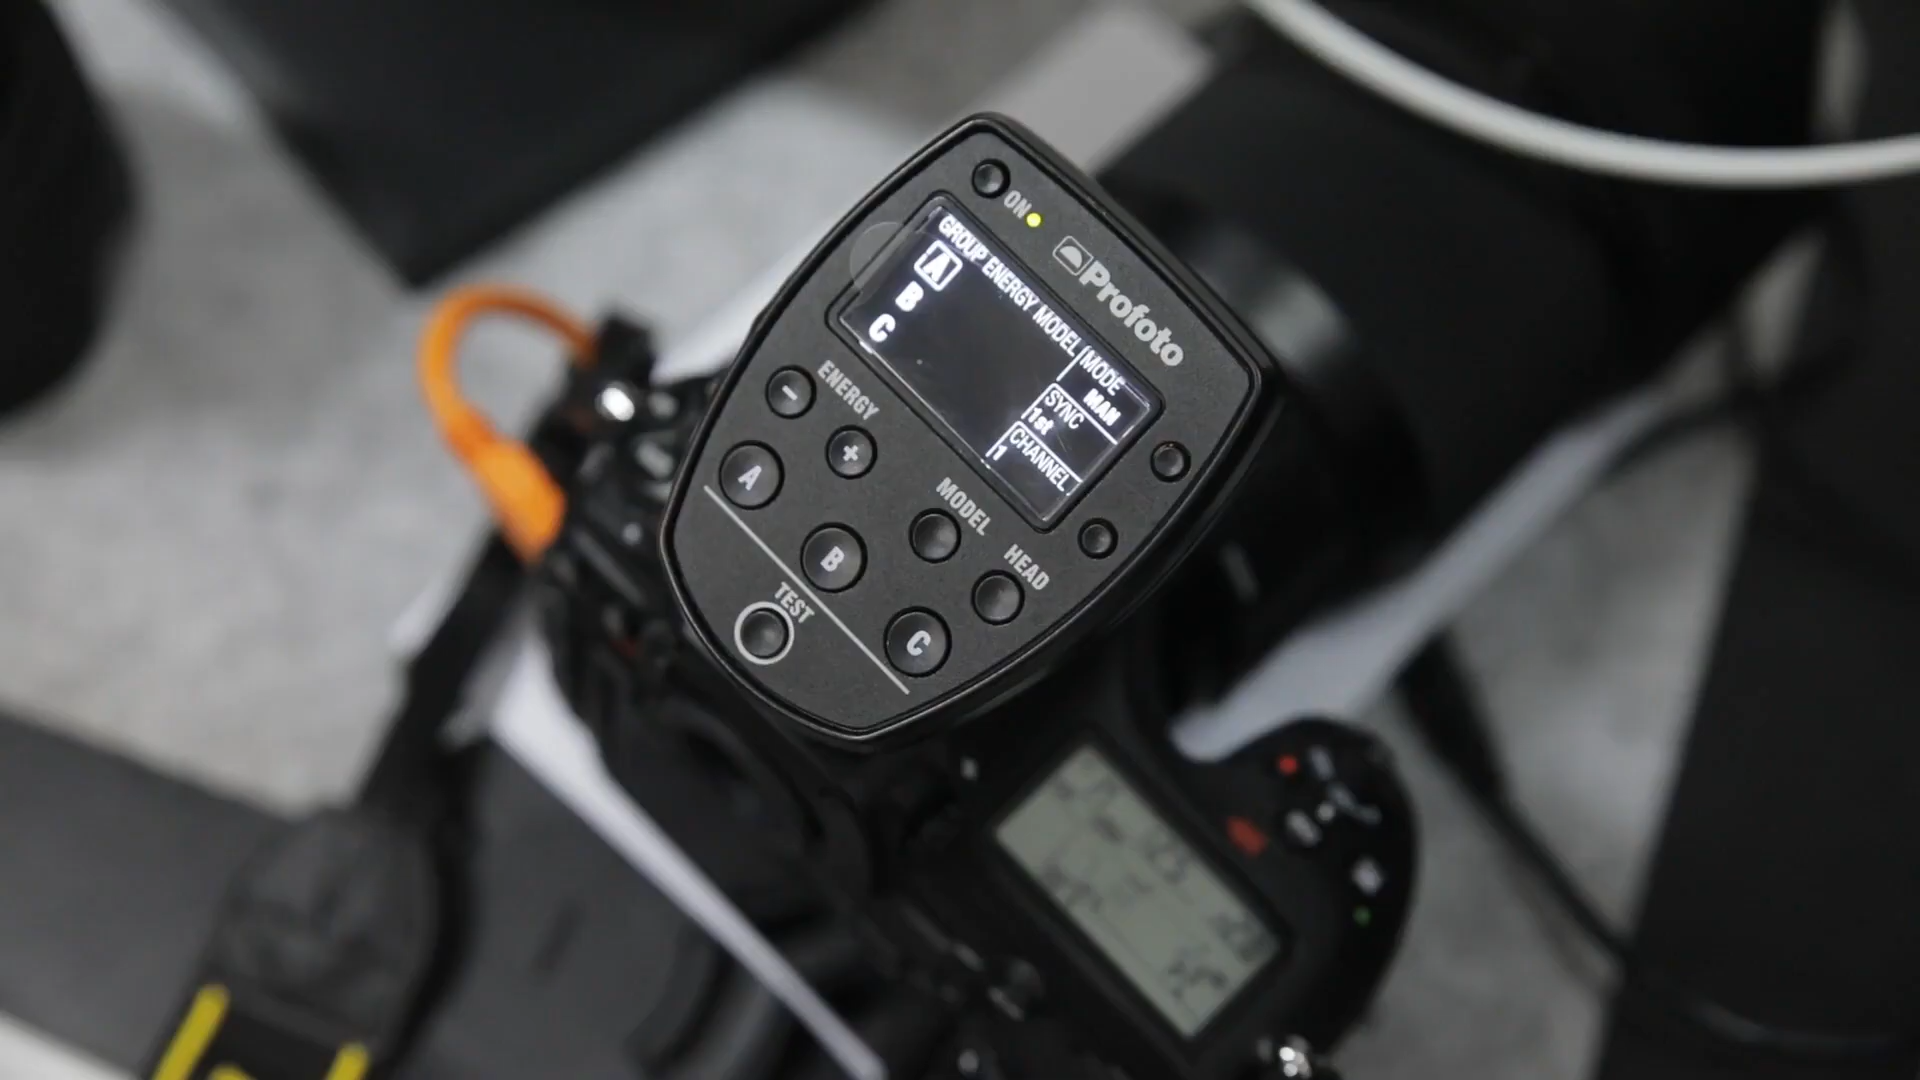 ON
Profoto
GROUP ENERGY MODEL
A
B
C
MODE
MAN
SYNC
1st
CHANNEL
1
ENERGY
- +
A
B
C
MODEL
HEAD
TEST